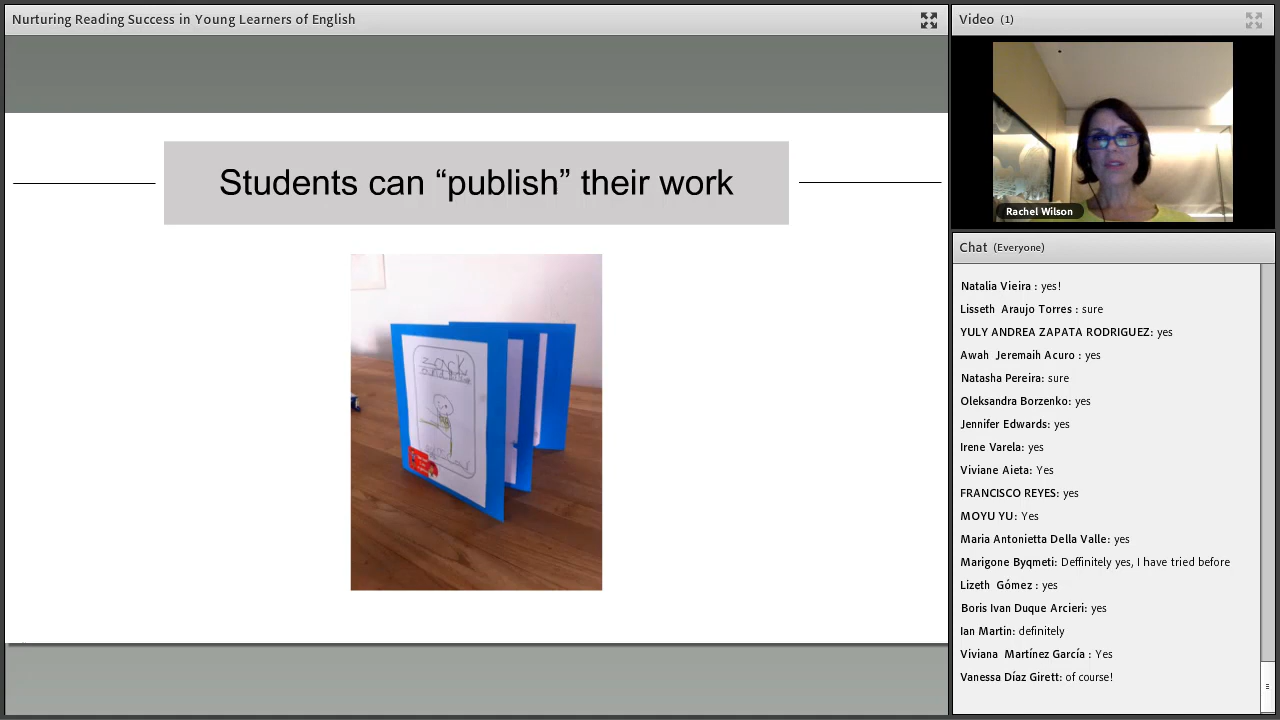 Nurturing Reading Success in Young Learners of English
Students can “publish” their work
Video (1)
Rachel Wilson
Chat (Everyone)
Natalia Vieira : yes!
Lisseth Araujo Torres : sure
YULY ANDREA ZAPATA RODRIGUEZ: yes
Awah Jeremaih Acuro : yes
Natasha Pereira: sure
Oleksandra Borzenko: yes
Jennifer Edwards: yes
Irene Varela: yes
Viviane Aieta: Yes
FRANCISCO REYES: yes
MOYU YU: Yes
Maria Antonietta Della Valle: yes
Marigone Byqmeti: Deffinitely yes, I have tried before
Lizeth Gómez : yes
Boris Ivan Duque Arcieri: yes
Ian Martin: definitely
Viviana Martínez García : Yes
Vanessa Díaz Girett: of course!